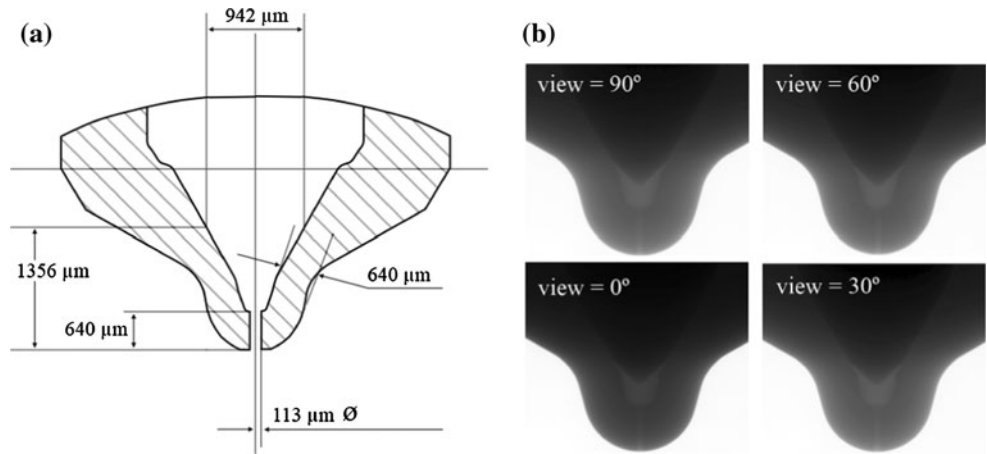 (a)
942 µm
1356 µm
640 µm
640 µm
113 µm Ø
(b)
view = 90º
view = 60º
view = 0º
view = 30º